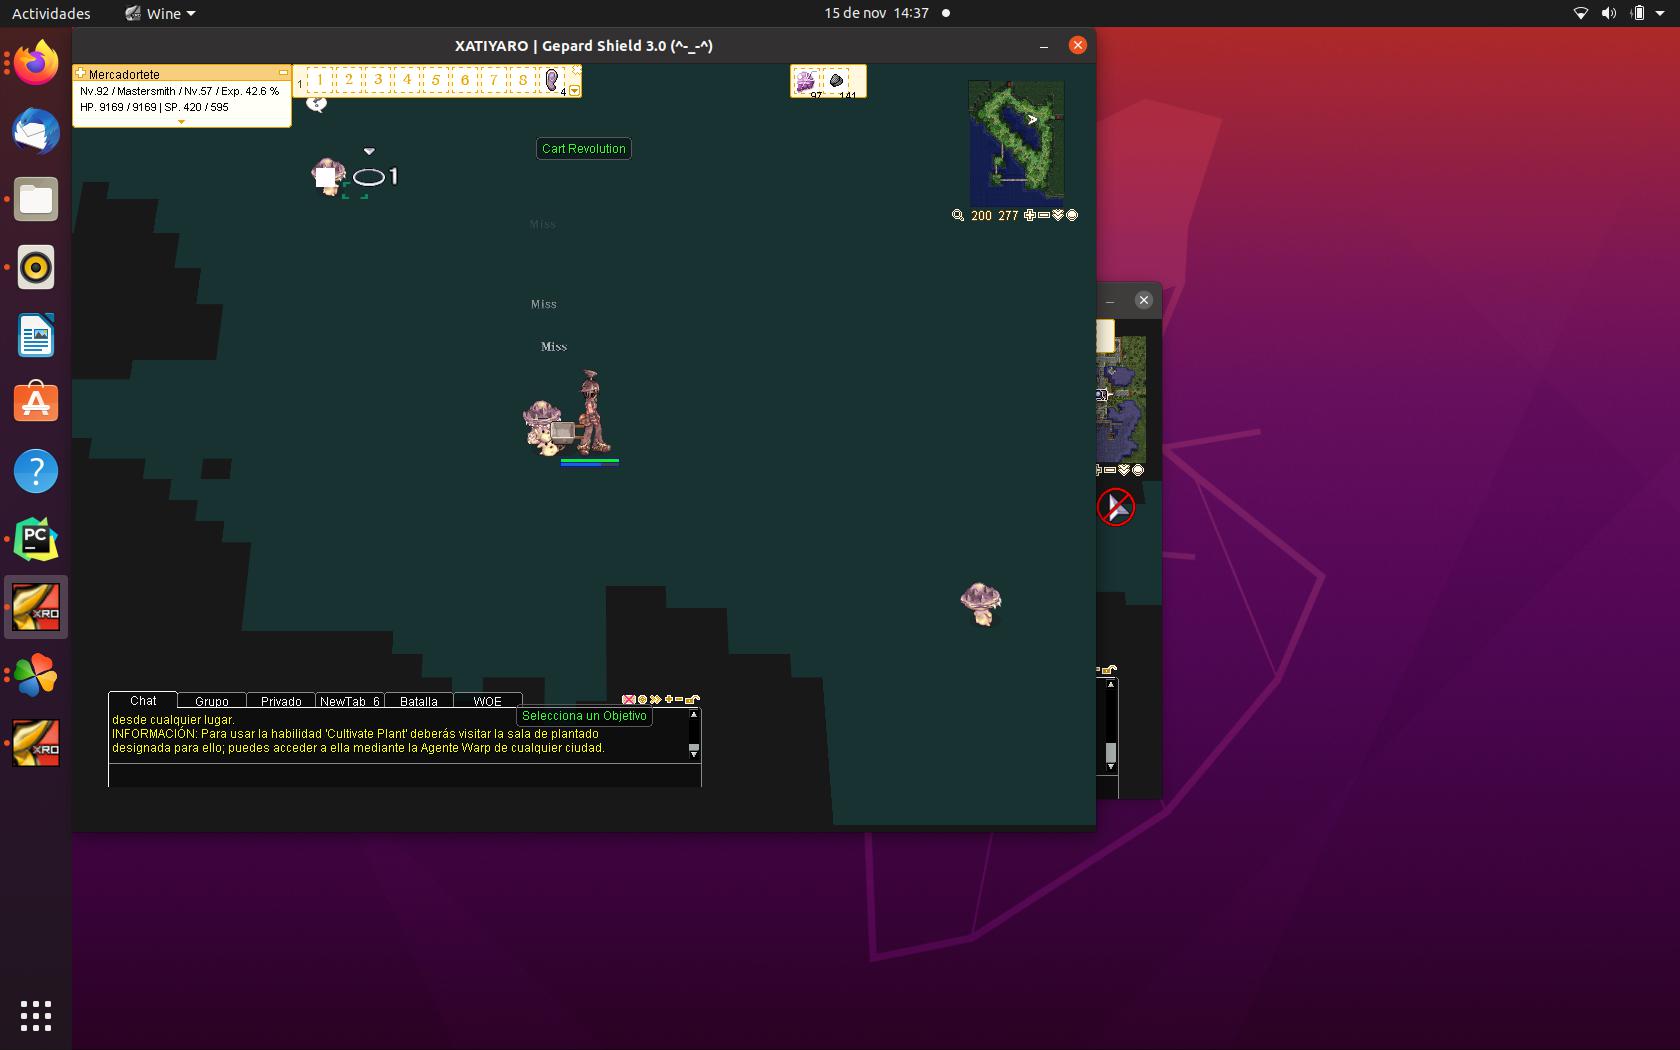 Actividades
Wine
15 de nov 14:37
XATIYARO | Gepard Shield 3.0 (^-_-^)
Mercadortete
Nv.92 / Mastersmith / Nv.57 / Exp. 42.6 %
HP. 9169 / 9169 | SP. 420 / 595
1
1 2 3 4 5 6 7 8
4
97 141
Cart Revolution
1
200 277
Miss
Miss
Miss
PC
XRO
XRO
Chat Grupo Privado NewTab_6 Batalla WOE
Selecciona un Objetivo
desde cualquier lugar.
INFORMACIÓN: Para usar la habilidad 'Cultivate Plant' deberás visitar la sala de plantado
designada para ello; puedes acceder a ella mediante la Agente Warp de cualquier ciudad.